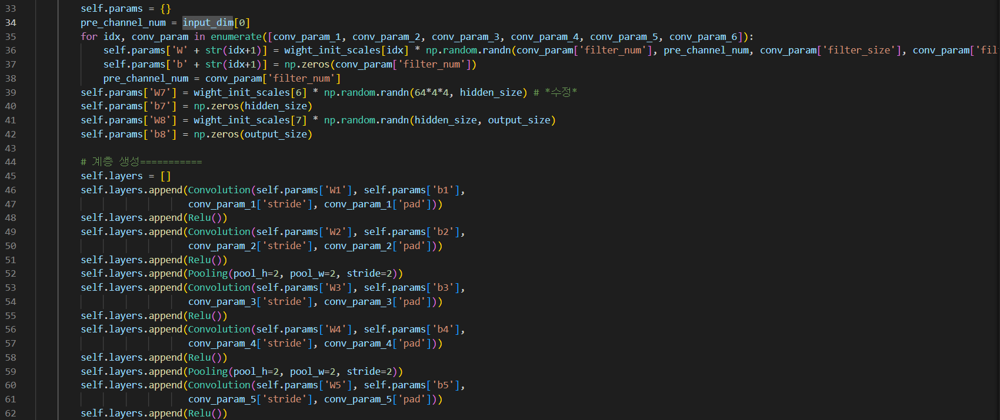 33 self.params = {}
34 pre_channel_num = input_dim[0]
35 for idx, conv_param in enumerate([conv_param_1, conv_param_2, conv_param_3, conv_param_4, conv_param_5, conv_param_6]):
36 self.params['W' + str(idx+1)] = wight_init_scales[idx] * np.random.randn(conv_param['filter_num'], pre_channel_num, conv_param['filter_size'], conv_param['fil
37 self.params['b' + str(idx+1)] = np.zeros(conv_param['filter_num'])
38 pre_channel_num = conv_param['filter_num']
39 self.params['W7'] = wight_init_scales[6] * np.random.randn(64*4*4, hidden_size) # *수정*
40 self.params['b7'] = np.zeros(hidden_size)
41 self.params['W8'] = wight_init_scales[7] * np.random.randn(hidden_size, output_size)
42 self.params['b8'] = np.zeros(output_size)
43
44 # 계층 생성===========
45 self.layers = []
46 self.layers.append(Convolution(self.params['W1'], self.params['b1'],
47 conv_param_1['stride'], conv_param_1['pad']))
48 self.layers.append(Relu())
49 self.layers.append(Convolution(self.params['W2'], self.params['b2'],
50 conv_param_2['stride'], conv_param_2['pad']))
51 self.layers.append(Relu())
52 self.layers.append(Pooling(pool_h=2, pool_w=2, stride=2))
53 self.layers.append(Convolution(self.params['W3'], self.params['b3'],
54 conv_param_3['stride'], conv_param_3['pad']))
55 self.layers.append(Relu())
56 self.layers.append(Convolution(self.params['W4'], self.params['b4'],
57 conv_param_4['stride'], conv_param_4['pad']))
58 self.layers.append(Relu())
59 self.layers.append(Pooling(pool_h=2, pool_w=2, stride=2))
60 self.layers.append(Convolution(self.params['W5'], self.params['b5'],
61 conv_param_5['stride'], conv_param_5['pad']))
62 self.layers.append(Relu())